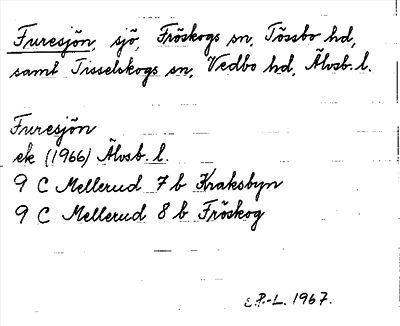 Furesjön, sjö, Fröskogs sn, Tössbo hd,
samt Tisselskogs sn, Vedbo hd, Älvsb. l.
Furesjön
ek (1966) Älvsb. l.
9 C Mellerud 7 b Kraksbyn
9 C Mellerud 8 b Fröskog
E.P.-L. 1967.